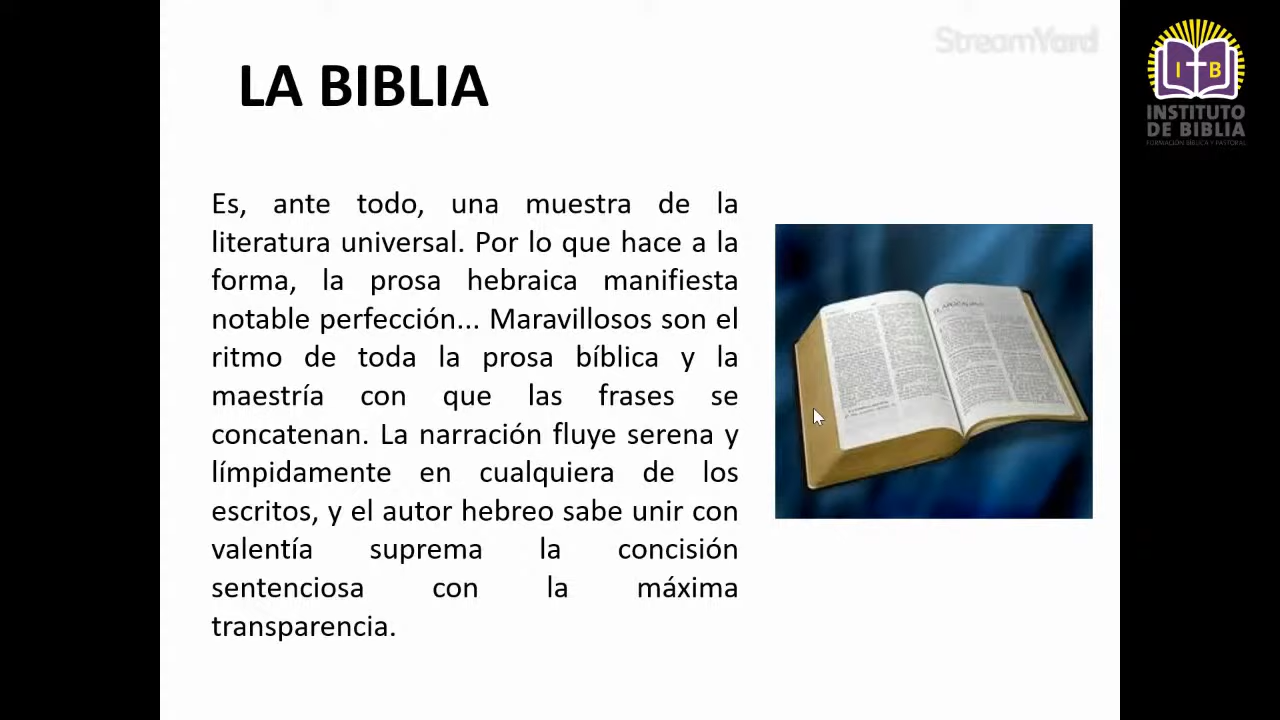 StreamYard
LA BIBLIA
I B
INSTITUTO
DE BIBLIA
FORMACIÓN BÍBLICA Y PASTORAL
Es, ante todo, una muestra de la
literatura universal. Por lo que hace a la
forma, la prosa hebraica manifiesta
notable perfección... Maravillosos son el
ritmo de toda la prosa bíblica y la
maestría con que las frases se
concatenan. La narración fluye serena y
límpidamente en cualquiera de los
escritos, y el autor hebreo sabe unir con
valentía suprema la concisión
sentenciosa con la máxima
transparencia.